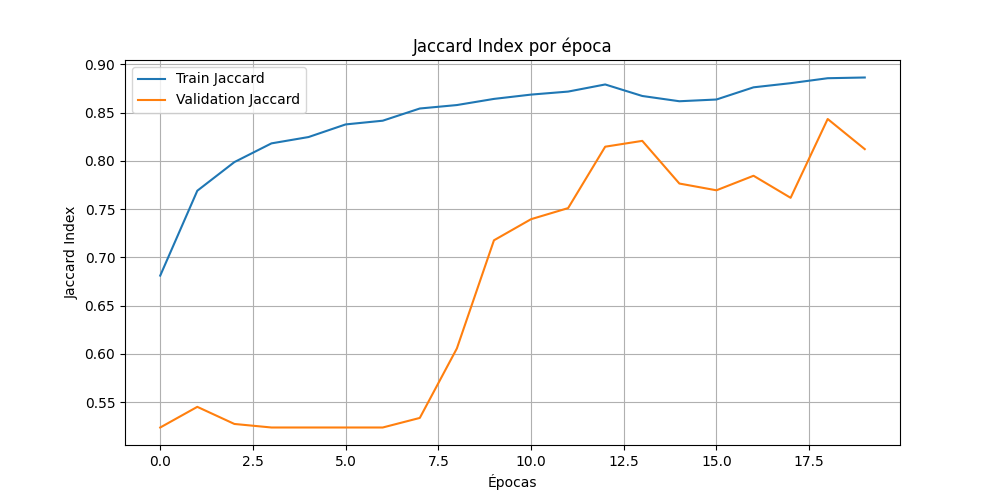 Jaccard Index por época
Train Jaccard
Validation Jaccard
Jaccard Index
0.90
0.85
0.80
0.75
0.70
0.65
0.60
0.55
0.0 2.5 5.0 7.5 10.0 12.5 15.0 17.5
Épocas